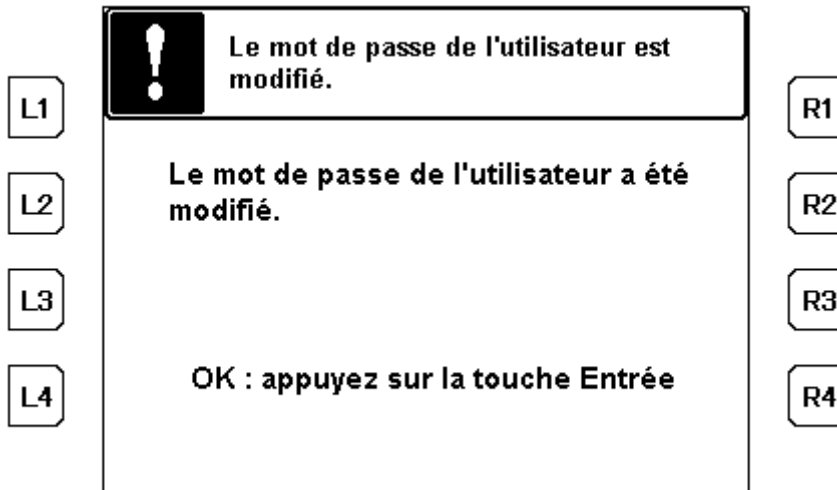 Le mot de passe de l'utilisateur est
modifié.
L1
R1
Le mot de passe de l'utilisateur a été
modifié.
L2
R2
L3
R3
OK : appuyez sur la touche Entrée
L4
R4